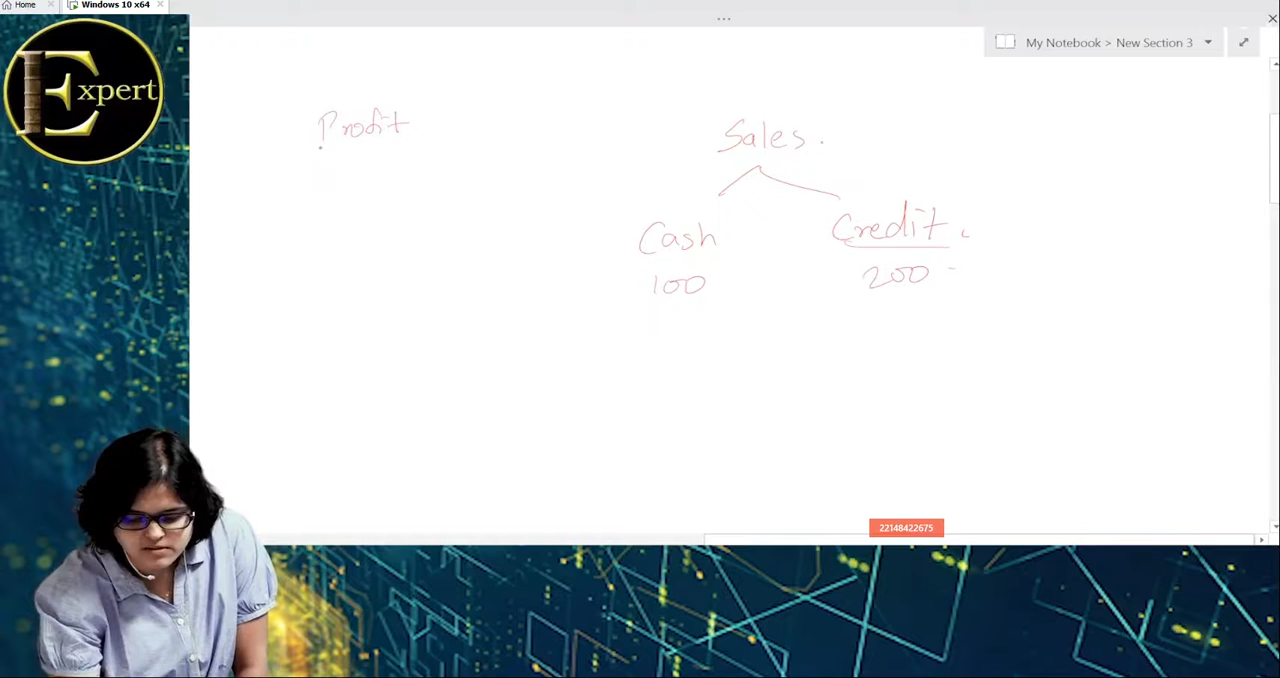 Home
Windows 10 x64
Expert
My Notebook > New Section 3
Profit
Sales.
Cash
Credit
100
200
22148422675